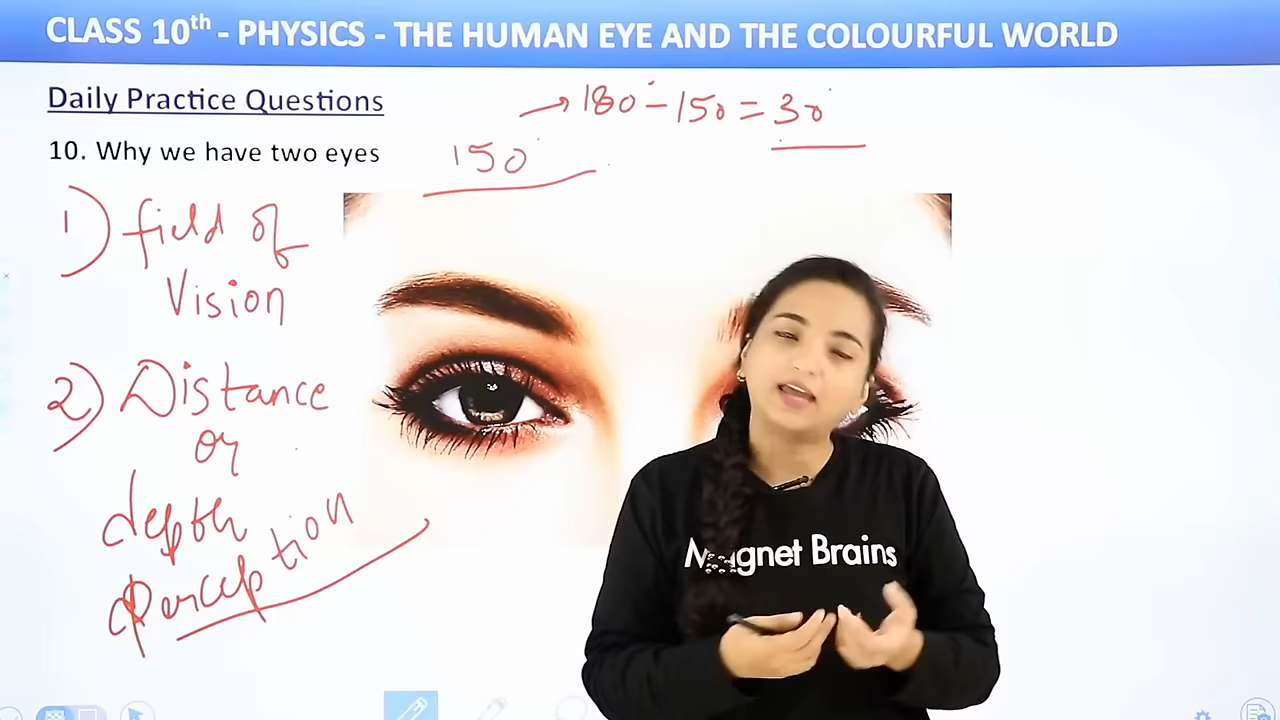 CLASS 10th - PHYSICS - THE HUMAN EYE AND THE COLOURFUL WORLD
Daily Practice Questions
→ 180° - 150 = 30°
10. Why we have two eyes
150°
1) field of
Vision
2) Distance
or
depth
perception
Magnet Brains